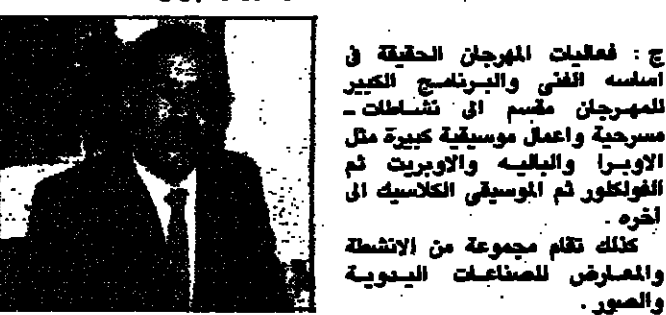 ج : فعاليات المهرجان الحقيقة في
اساسه الفني والبرنامج الكبير
للمهرجان مقسم الى نشاطات ـ
مسرحية واعمال موسيقية كبيرة مثل
الاوبرا والباليه والاوبريت ثم
الفولكلور ثم الموسيقى الكلاسيك الى
آخره .
كذلك تقام مجموعة من الانشطة
والمعارض للصناعات اليدوية
والصور .